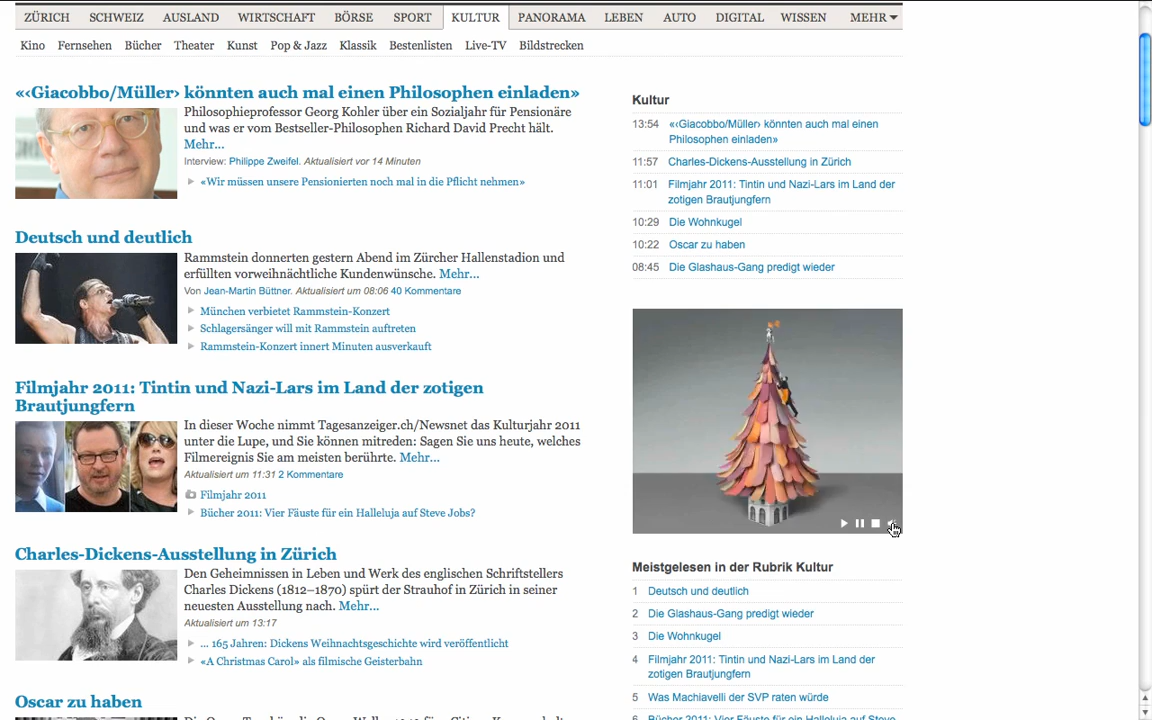 ZÜRICH SCHWEIZ AUSLAND WIRTSCHAFT BÖRSE SPORT KULTUR PANORAMA LEBEN AUTO DIGITAL WISSEN MEHR
Kino Fernsehen Bücher Theater Kunst Pop & Jazz Klassik Bestenlisten Live-TV Bildstrecken
«‹Giacobbo/Müller› könnten auch mal einen Philosophen einladen»
Philosophieprofessor Georg Kohler über ein Sozialjahr für Pensionäre
und was er vom Bestseller-Philosophen Richard David Precht hält.
Mehr...
Interview: Philippe Zweifel. Aktualisiert vor 14 Minuten
«Wir müssen unsere Pensionierten noch mal in die Pflicht nehmen»
Deutsch und deutlich
Rammstein donnerten gestern Abend im Zürcher Hallenstadion und
erfüllten vorweihnächtliche Kundenwünsche. Mehr...
Von Jean-Martin Büttner. Aktualisiert um 08:06 40 Kommentare
München verbietet Rammstein-Konzert
Schlagersänger will mit Rammstein auftreten
Rammstein-Konzert innert Minuten ausverkauft
Filmjahr 2011: Tintin und Nazi-Lars im Land der zotigen
Brautjungfern
In dieser Woche nimmt Tagesanzeiger.ch/Newsnet das Kulturjahr 2011
unter die Lupe, und Sie können mitreden: Sagen Sie uns heute, welches
Filmereignis Sie am meisten berührte. Mehr...
Aktualisiert um 11:31 2 Kommentare
Filmjahr 2011
Bücher 2011: Vier Fäuste für ein Halleluja auf Steve Jobs?
Charles-Dickens-Ausstellung in Zürich
Den Geheimnissen in Leben und Werk des englischen Schriftstellers
Charles Dickens (1812–1870) spürt der Strauhof in Zürich in seiner
neuesten Ausstellung nach. Mehr...
Aktualisiert um 13:17
... 165 Jahren: Dickens Weihnachtsgeschichte wird veröffentlicht
«A Christmas Carol» als filmische Geisterbahn
Oscar zu haben
Kultur
13:54 «‹Giacobbo/Müller› könnten auch mal einen
Philosophen einladen»
11:57 Charles-Dickens-Ausstellung in Zürich
11:01 Filmjahr 2011: Tintin und Nazi-Lars im Land der
zotigen Brautjungfern
10:29 Die Wohnkugel
10:22 Oscar zu haben
08:45 Die Glashaus-Gang predigt wieder
Meistgelesen in der Rubrik Kultur
1 Deutsch und deutlich
2 Die Glashaus-Gang predigt wieder
3 Die Wohnkugel
4 Filmjahr 2011: Tintin und Nazi-Lars im Land der
zotigen Brautjungfern
5 Was Machiavelli der SVP raten würde
6 Bücher 2011: Vier Fäuste für ein Halleluja auf Steve